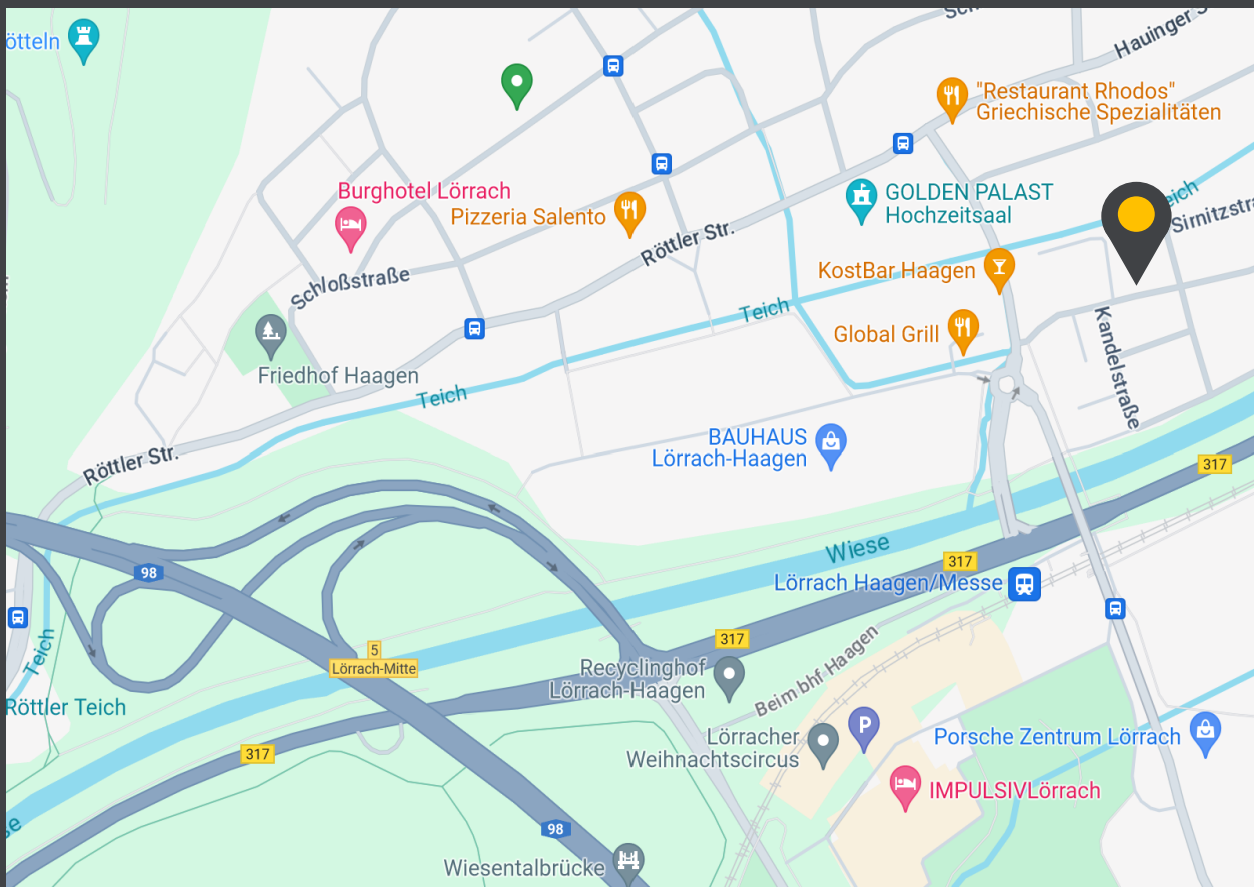 Hauinger S
ötteln
"Restaurant Rhodos"
Griechische Spezialitäten
Burghotel Lörrach
GOLDEN PALAST
Hochzeitsaal
Teich
Sirnitzstra
Pizzeria Salento
Röttler Str.
KostBar Haagen
Schloßstraße
Teich
Global Grill
Kandelstraße
Friedhof Haagen
Teich
BAUHAUS
Lörrach-Haagen
Röttler Str.
317
Wiese
317
98
Lörrach Haagen/Messe
317
5
Lörrach-Mitte
Teich
Recyclinghof
Lörrach-Haagen
Beim bhf Haagen
Röttler Teich
P
Lörracher
Weihnachtscircus
Porsche Zentrum Lörrach
317
IMPULSIVLörrach
98
Wiesentalbrücke